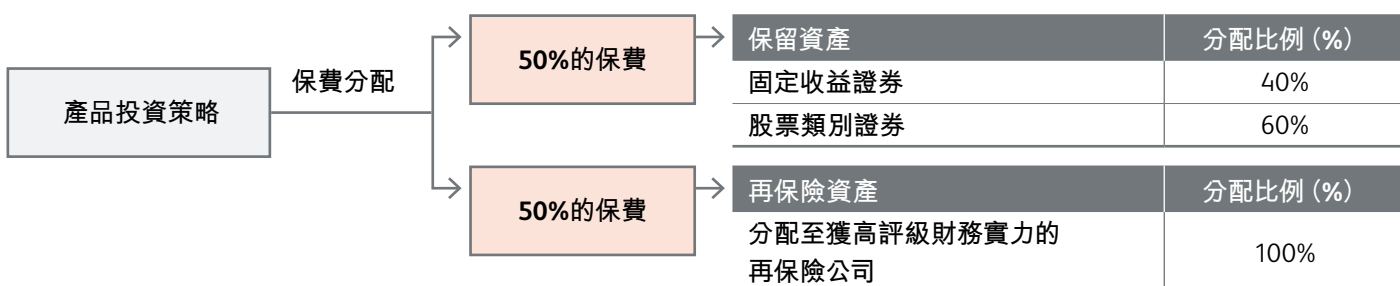 產品投資策略
保費分配
50%的保費
保留資產 分配比例 (%)
固定收益證券 40%
股票類別證券 60%
50%的保費
再保險資產 分配比例 (%)
分配至獲高評級財務實力的
再保險公司 100%